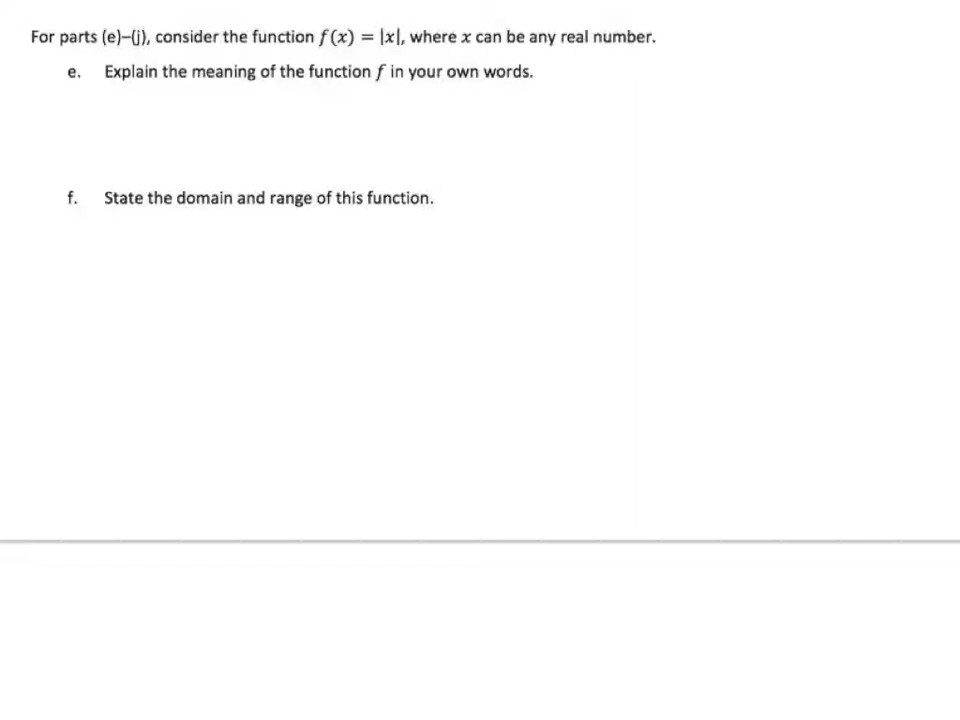 For parts (e)–(j), consider the function f(x) = |x|, where x can be any real number.
e. Explain the meaning of the function f in your own words.
f. State the domain and range of this function.